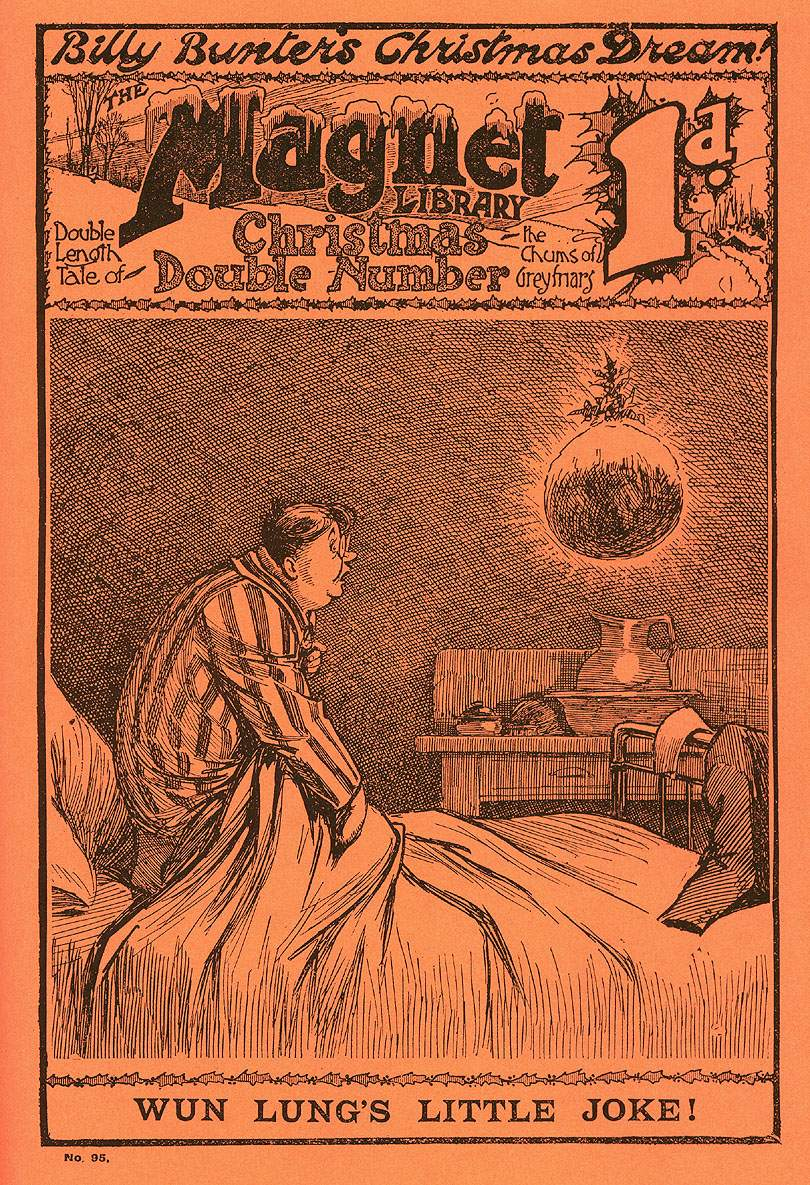 Billy Bunter's Christmas Dream!
THE
Magnet
LIBRARY
1d.
Double
Length
Tale of-
Christmas
Double Number
- the
Chums of
Greyfriars
WUN LUNG'S LITTLE JOKE!
No. 95,